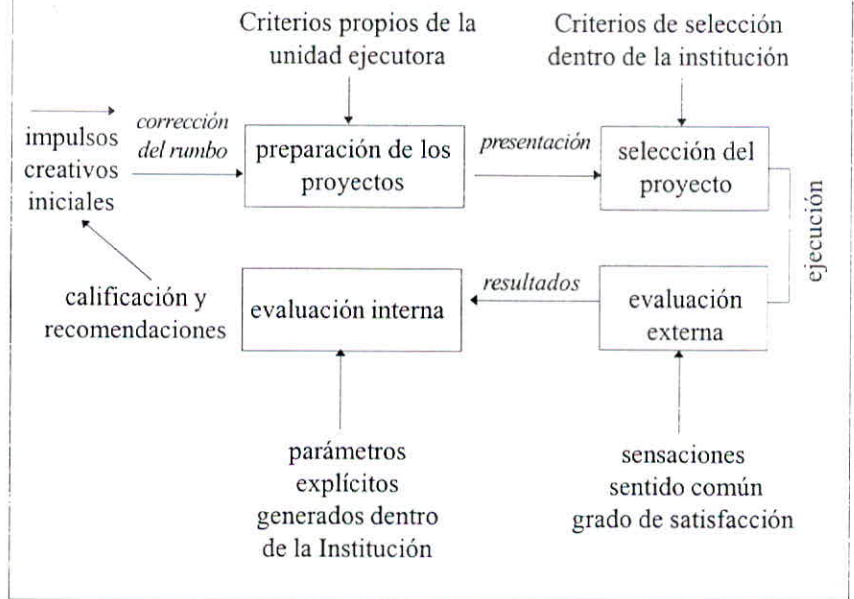 Criterios propios de la
unidad ejecutora
Criterios de selección
dentro de la institución
impulsos
creativos
iniciales
corrección
del rumbo
preparación de los
proyectos
presentación
selección del
proyecto
ejecución
calificación y
recomendaciones
evaluación interna
resultados
evaluación
externa
parámetros
explícitos
generados dentro
de la Institución
sensaciones
sentido común
grado de satisfacción